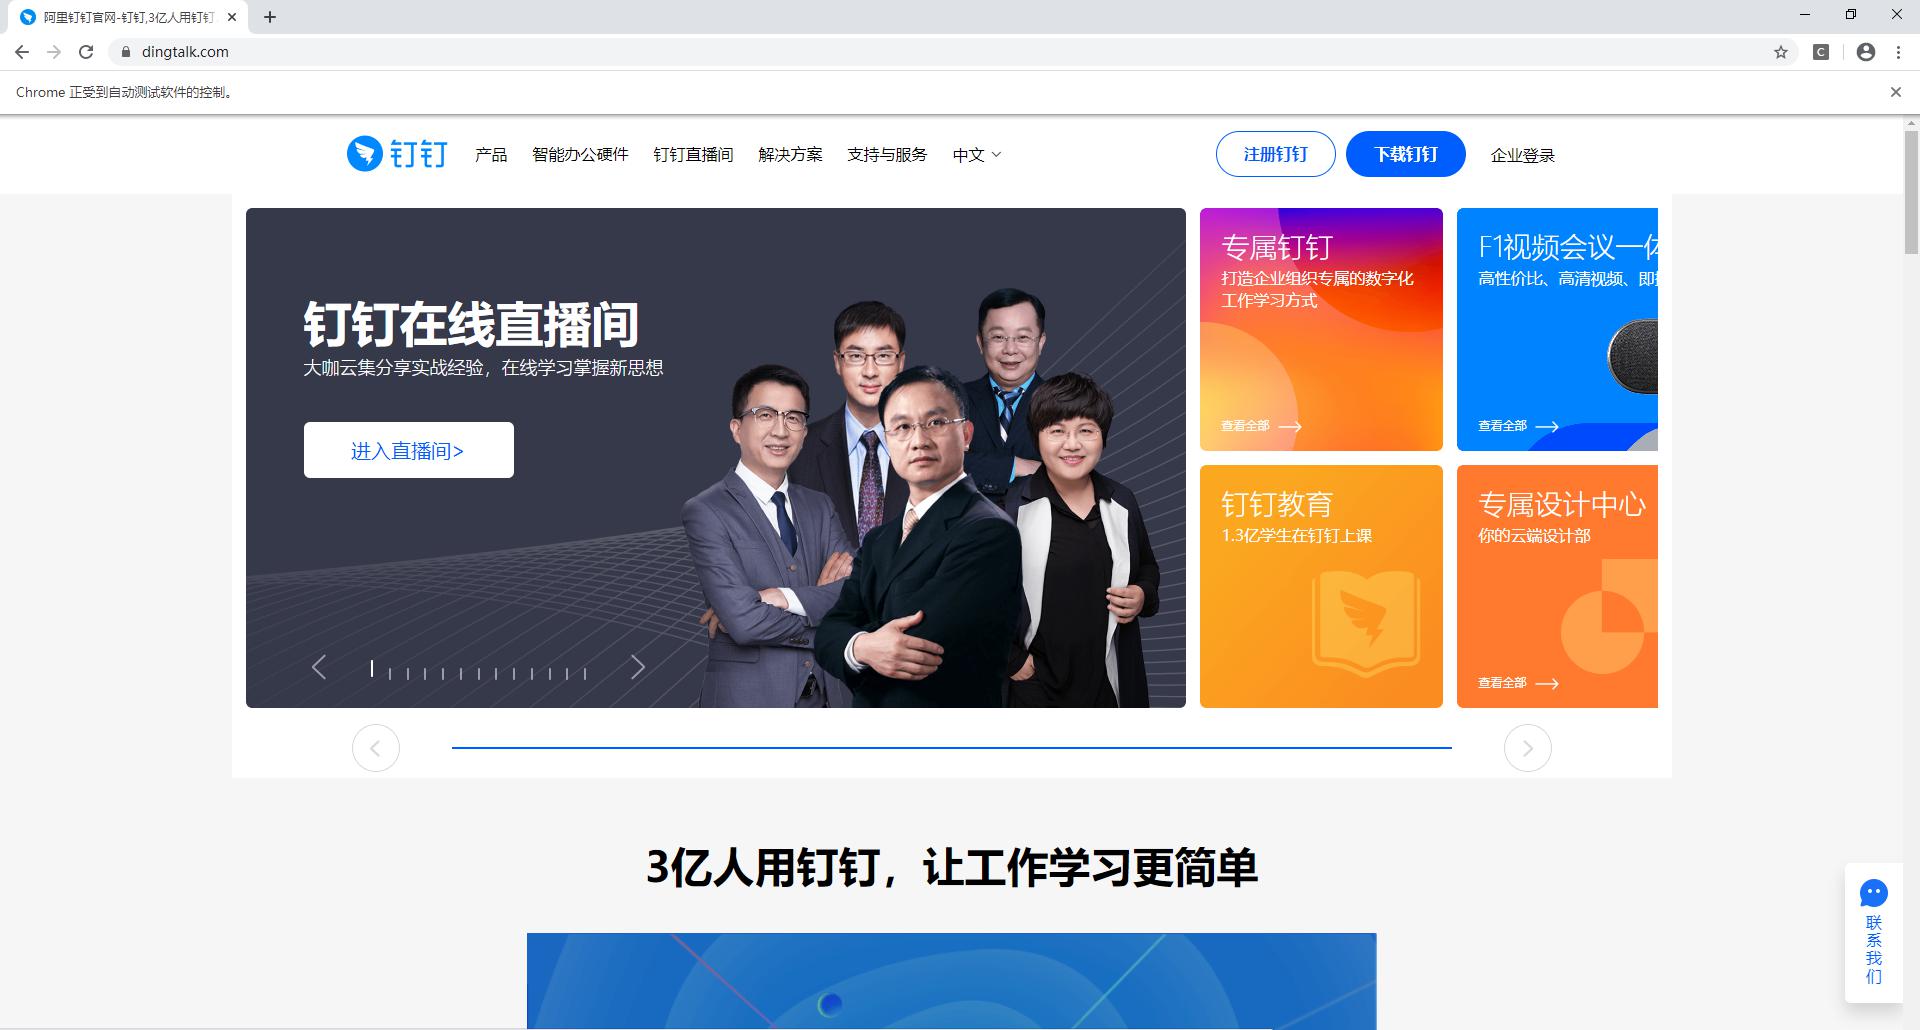 阿里钉钉官网-钉钉,3亿人用钉钉
dingtalk.com
C
Chrome 正受到自动测试软件的控制。
钉钉
产品
智能办公硬件
钉钉直播间
解决方案
支持与服务
中文
注册钉钉
下载钉钉
企业登录
钉钉在线直播间
大咖云集分享实战经验，在线学习掌握新思想
进入直播间>
专属钉钉
打造企业组织专属的数字化
工作学习方式
查看全部
F1视频会议一体
高性价比、高清视频、即
查看全部
钉钉教育
1.3亿学生在钉钉上课
专属设计中心
你的云端设计部
查看全部
3亿人用钉钉，让工作学习更简单
联系我们